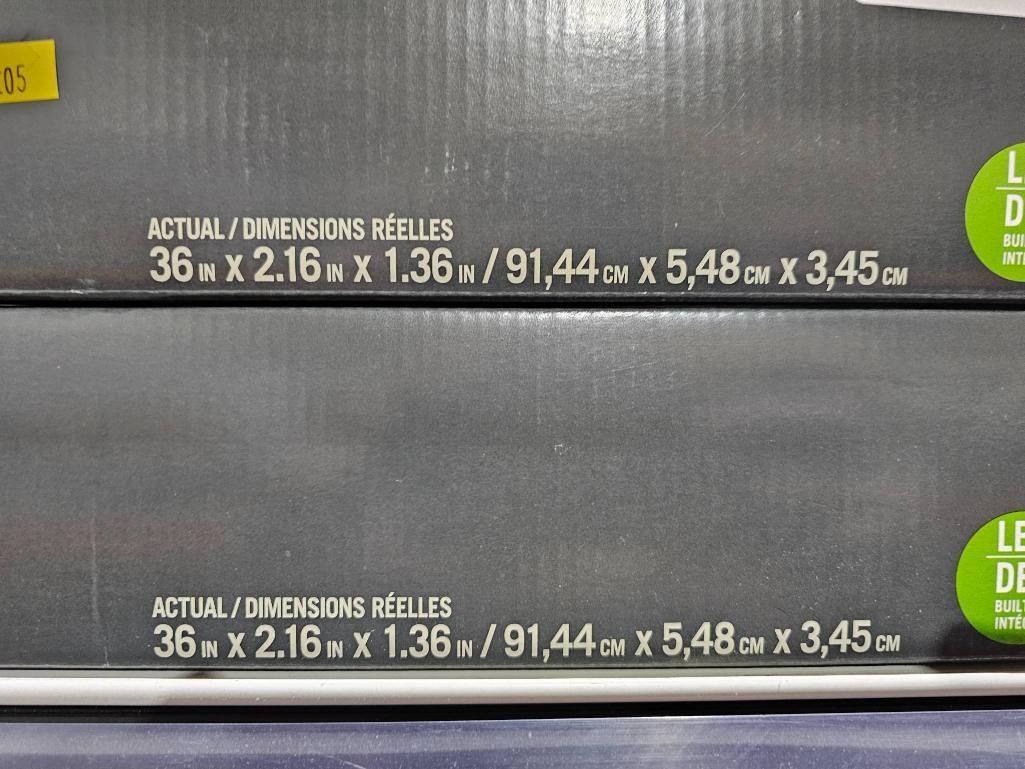 05
ACTUAL / DIMENSIONS RÉELLES
36 IN X 2.16 IN X 1.36 IN / 91,44 CM X 5,48 CM X 3,45 CM
ACTUAL / DIMENSIONS RÉELLES
36 IN X 2.16 IN X 1.36 IN / 91,44 CM X 5,48 CM X 3,45 CM